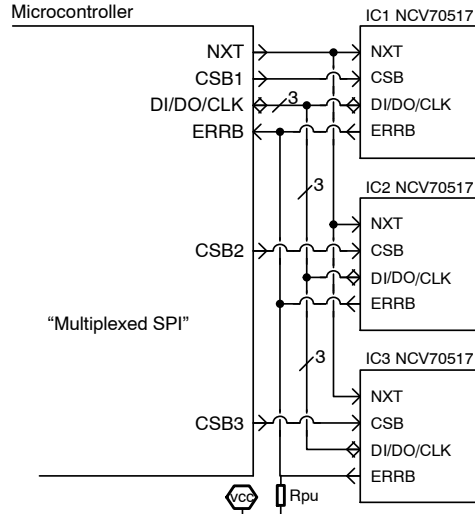 Microcontroller
IC1 NCV70517
NXT
NXT
CSB1
CSB
DI/DO/CLK
3
DI/DO/CLK
ERRB
ERRB
3
IC2 NCV70517
NXT
CSB2
CSB
DI/DO/CLK
ERRB
“Multiplexed SPI”
3
IC3 NCV70517
NXT
CSB3
CSB
DI/DO/CLK
ERRB
VCC
Rpu